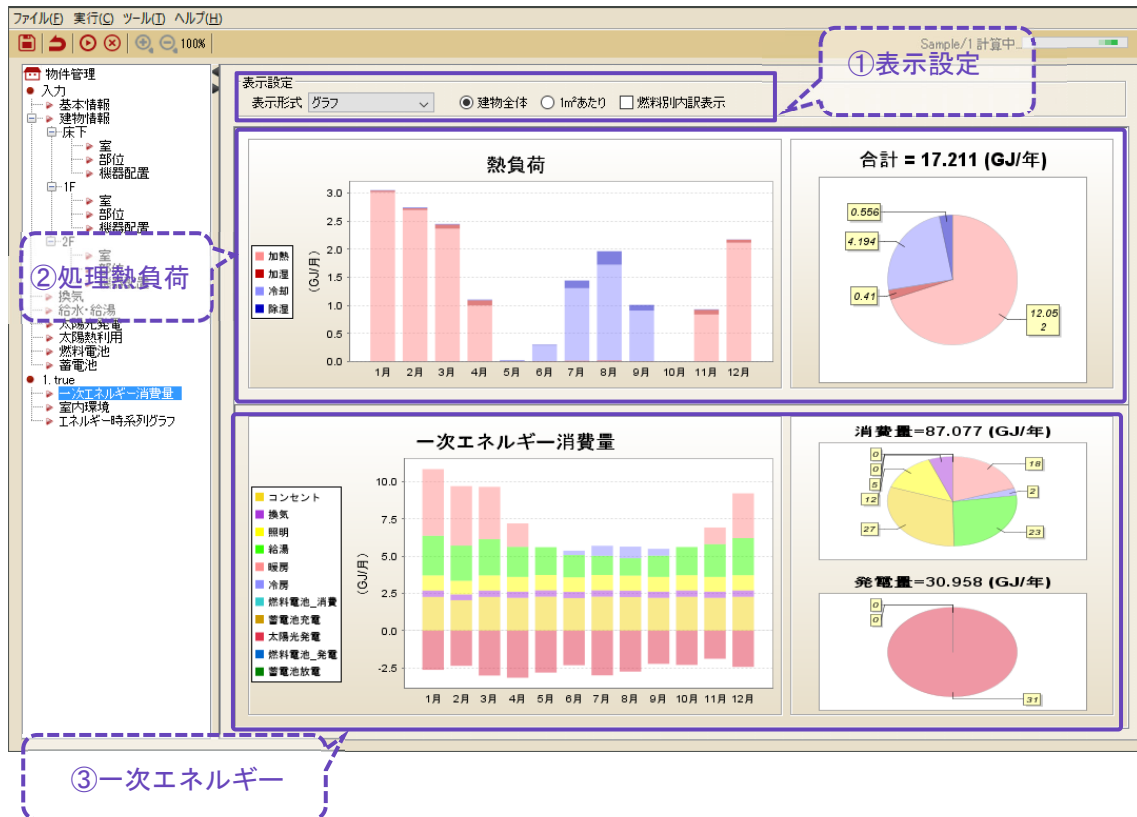 ファイル(F) 実行(C) ツール(T) ヘルプ(H)
100%
Sample/1 計算中...
①表示設定
物件管理
入力
基本情報
建物情報
床下
室
部位
機器配置
1F
室
部位
機器配置
2F
室
部位
機器配置
換気
給水・給湯
太陽光発電
太陽熱利用
燃料電池
蓄電池
1. true
一次エネルギー消費量
室内環境
エネルギー時系列グラフ
②処理熱負荷
表示設定
表示形式 グラフ 建物全体 1㎡あたり 燃料別内訳表示
熱負荷
加熱
加湿
冷却
除湿
(GJ/月)
3.0
2.5
2.0
1.5
1.0
0.5
0.0
1月 2月 3月 4月 5月 6月 7月 8月 9月 10月 11月 12月
合計 = 17.211 (GJ/年)
0.556
4.194
0.41
12.05
2
一次エネルギー消費量
コンセント
換気
照明
給湯
暖房
冷房
燃料電池_消費
蓄電池充電
太陽光発電
燃料電池_発電
蓄電池放電
(GJ/月)
10.0
7.5
5.0
2.5
0.0
-2.5
1月 2月 3月 4月 5月 6月 7月 8月 9月 10月 11月 12月
消費量=87.077 (GJ/年)
0
0
5
12
27
18
2
23
発電量=30.958 (GJ/年)
0
0
31
③一次エネルギー